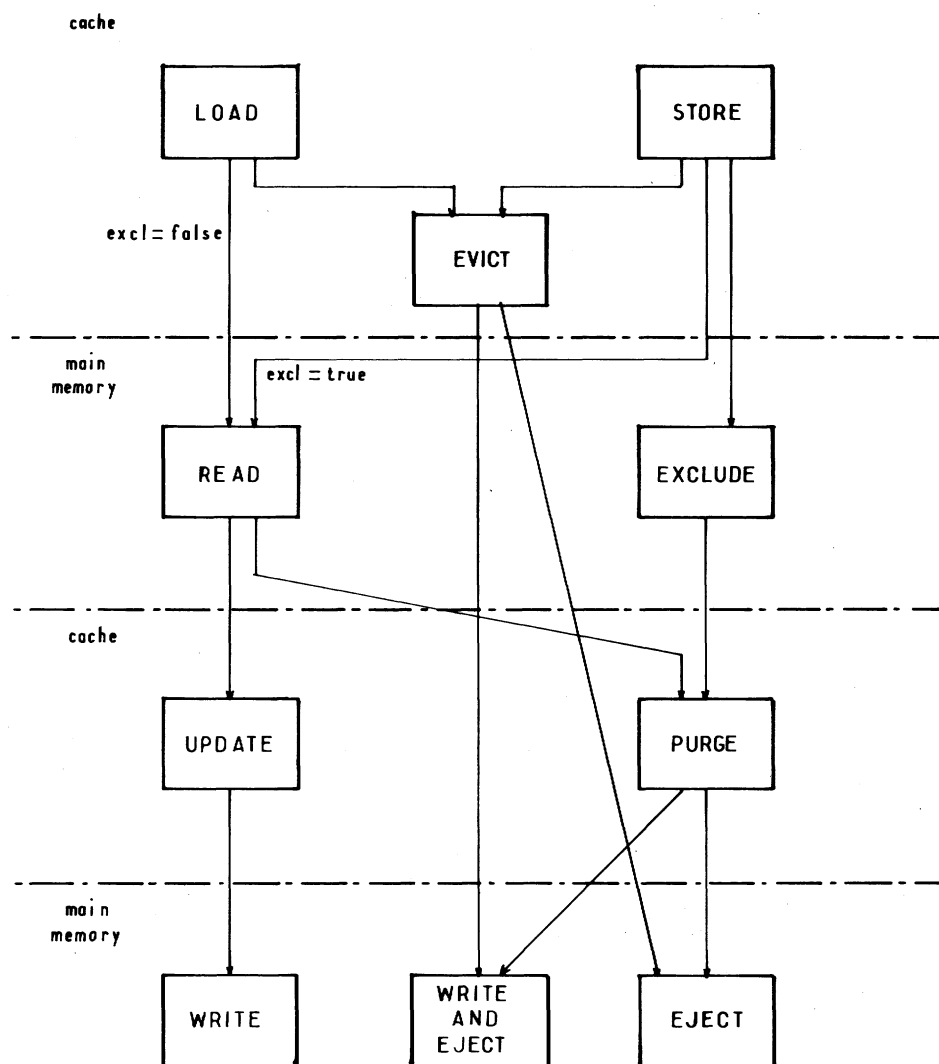 cache
LOAD
STORE
excl=false
EVICT
main
memory
excl=true
READ
EXCLUDE
cache
UPDATE
PURGE
main
memory
WRITE
WRITE
AND
EJECT
EJECT